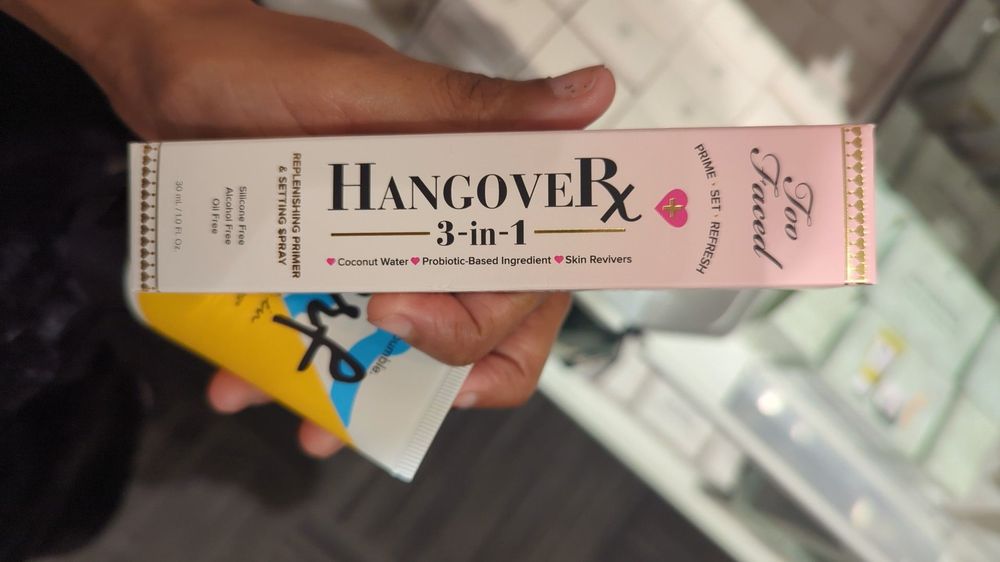 Too
Faced
PRIME • SET • REFRESH
HANGOVERX
3-in-1
Coconut Water Probiotic-Based Ingredient Skin Revivers
REPLENISHING PRIMER
& SETTING SPRAY
Silicone Free
Alcohol Free
Oil Free
30 mL / 1.0 Fl. Oz.
bumble.